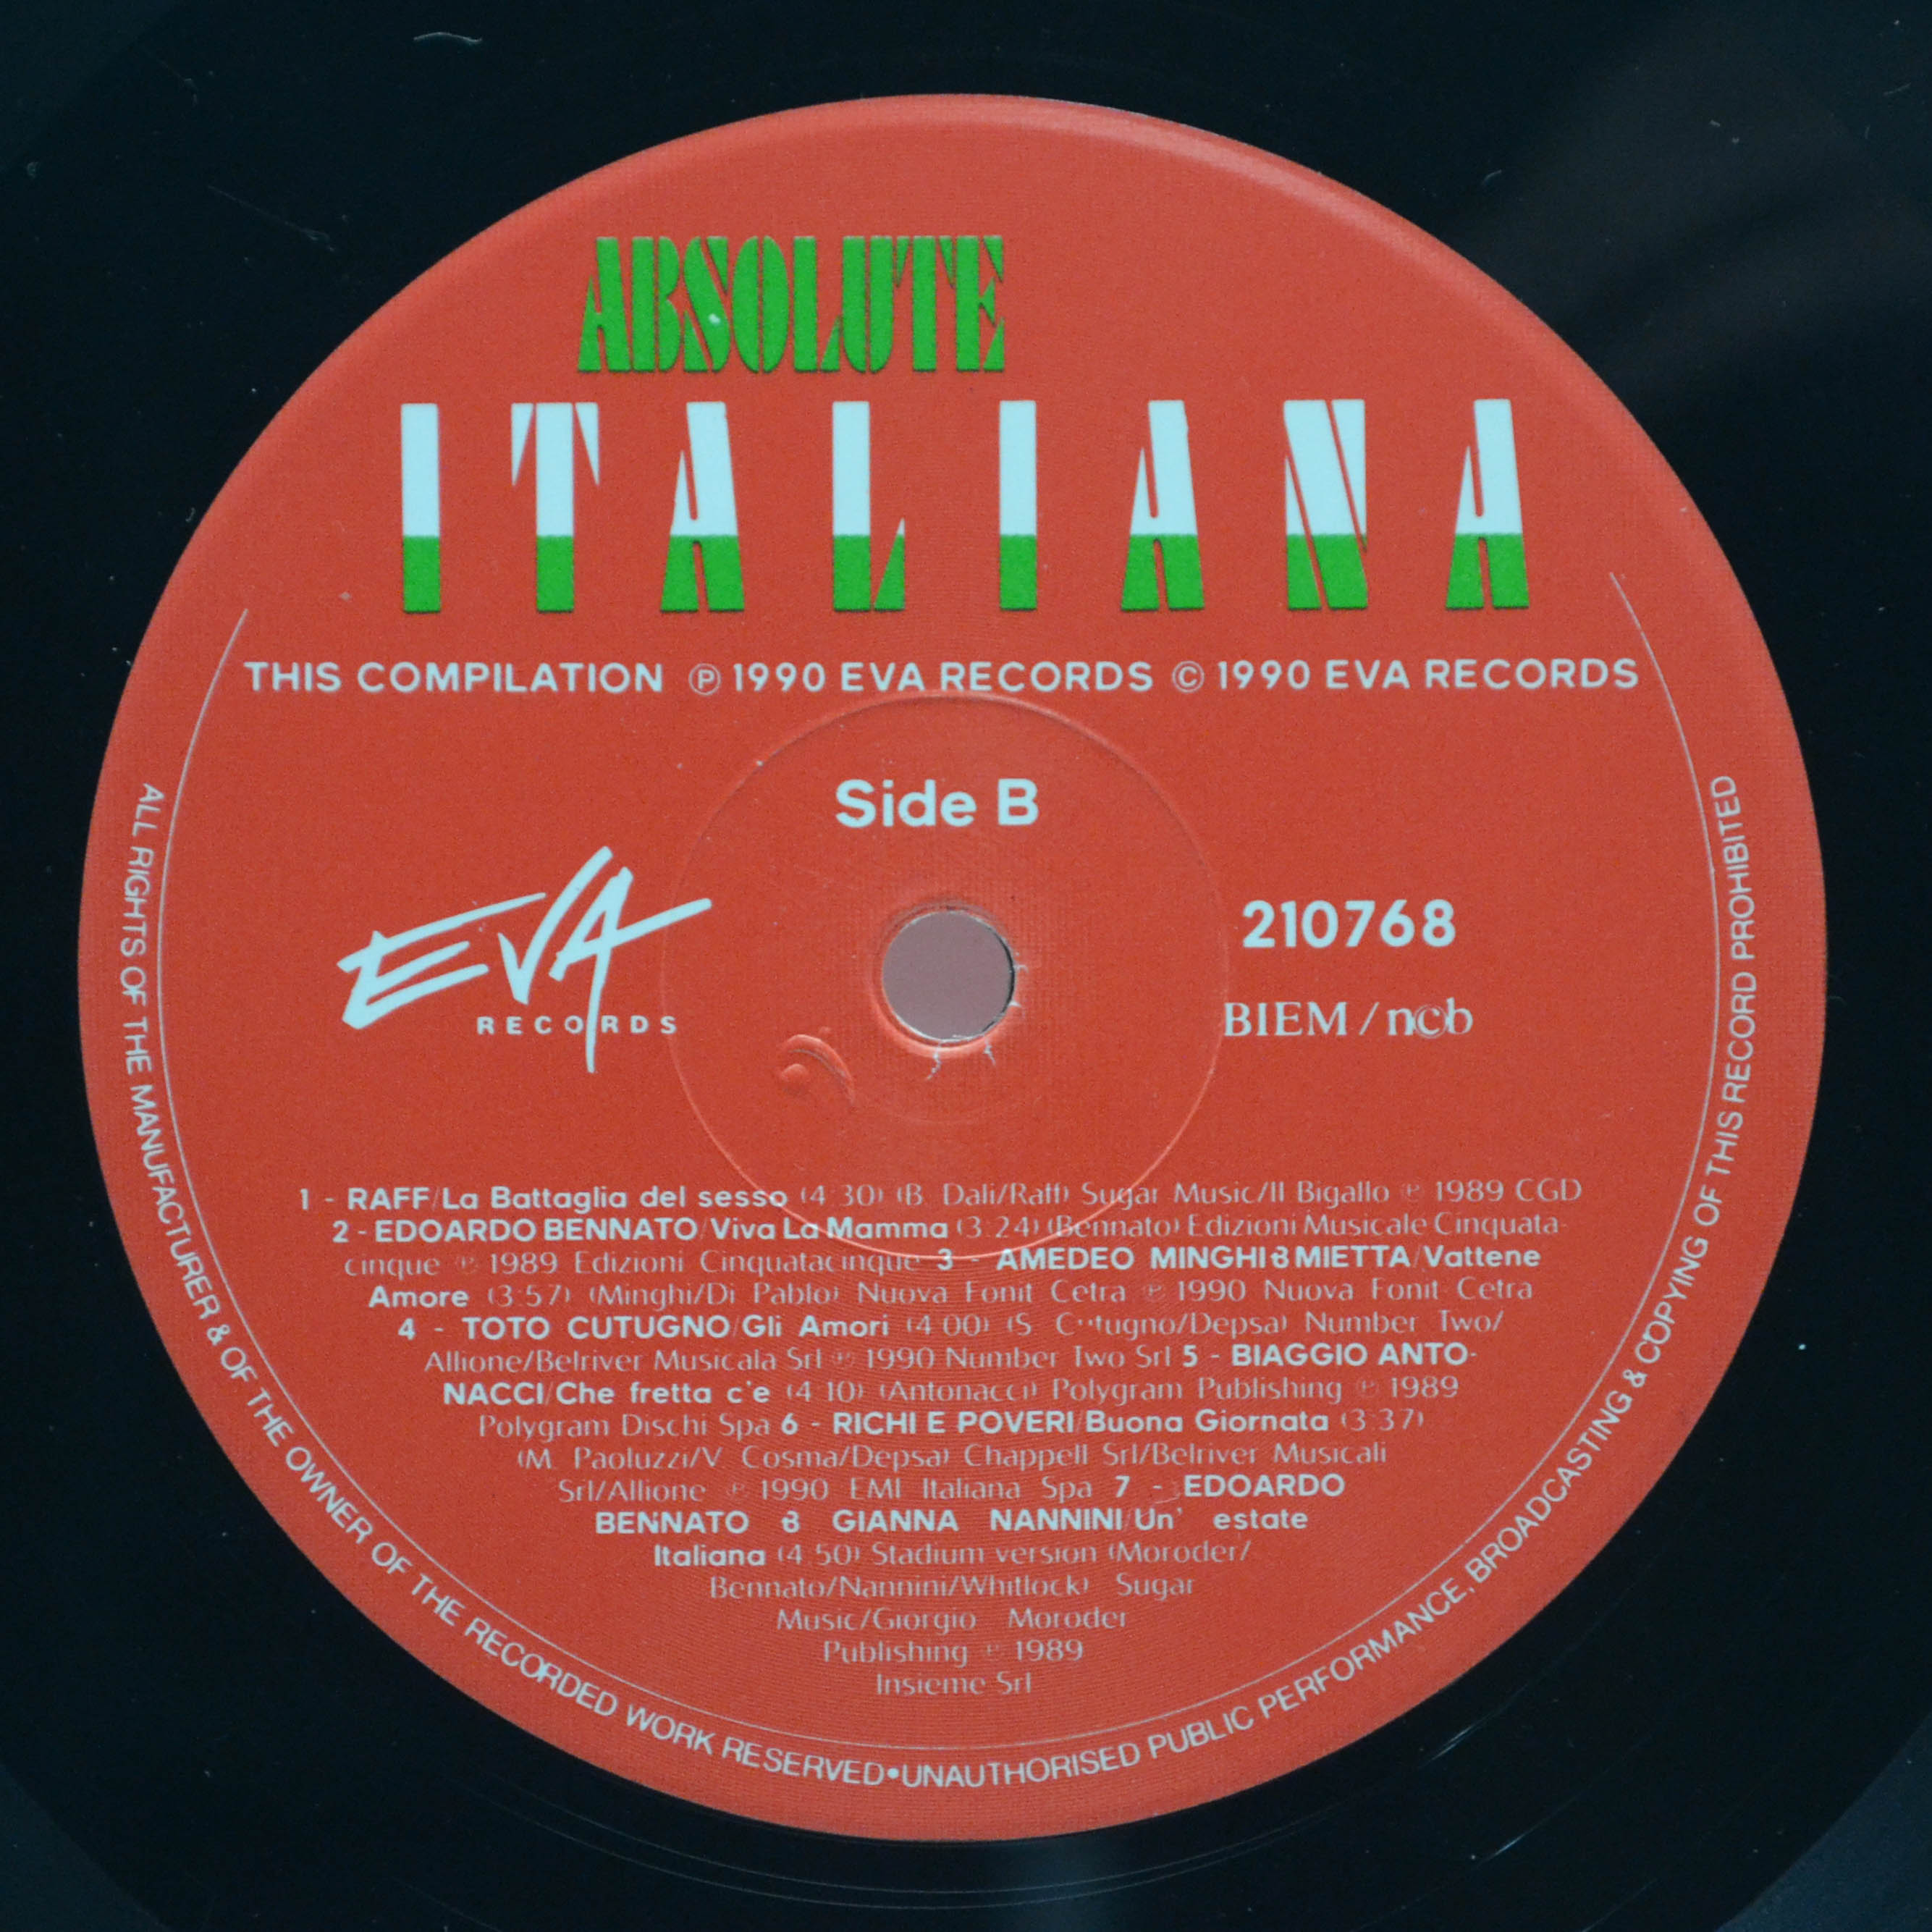 ABSOLUTE
ITALIANA
THIS COMPILATION ℗ 1990 EVA RECORDS © 1990 EVA RECORDS
Side B
EVA
RECORDS
210768
BIEM / ncb
1 - RAFF/La Battaglia del sesso (4:30) (B. Dali/Raff) Sugar Music/Il Bigallo ℗ 1989 CGD
2 - EDOARDO BENNATO/Viva La Mamma (3:24) (Bennato) Edizioni Musicale Cinquata-
cinque ℗ 1989 Edizioni Cinquatacinque 3 - AMEDEO MINGHI & MIETTA/Vattene
Amore (3:57) (Minghi/Di Pablo) Nuova Fonit Cetra ℗ 1990 Nuova Fonit Cetra
4 - TOTO CUTUGNO/Gli Amori (4:00) (S. Cutugno/Depsa) Number Two/
Allione/Belriver Musicala Srl ℗ 1990 Number Two Srl 5 - BIAGGIO ANTO-
NACCI/Che fretta c'e (4:10) (Antonacci) Polygram Publishing ℗ 1989
Polygram Dischi Spa 6 - RICHI E POVERI/Buona Giornata (3:37)
(M. Paoluzzi/V. Cosma/Depsa) Chappell Srl/Belriver Musicali
Srl/Allione ℗ 1990 EMI Italiana Spa 7 - EDOARDO
BENNATO & GIANNA NANNINI/Un' estate
Italiana (4:50) Stadium version (Moroder/
Bennato/Nannini/Whitlock) Sugar
Music/Giorgio Moroder
Publishing ℗ 1989
Insieme Srl
ALL RIGHTS OF THE MANUFACTURER & OF THE OWNER OF THE RECORDED WORK RESERVED•UNAUTHORISED PUBLIC PERFORMANCE, BROADCASTING & COPYING OF THIS RECORD PROHIBITED